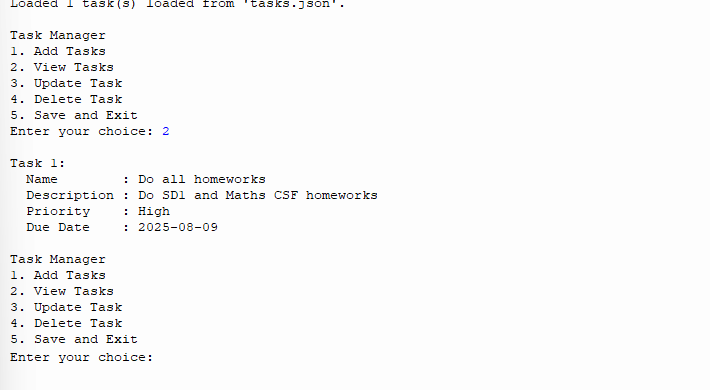 Loaded 1 task(s) loaded from 'tasks.json'.
Task Manager
1. Add Tasks
2. View Tasks
3. Update Task
4. Delete Task
5. Save and Exit
Enter your choice: 2
Task 1:
Name : Do all homeworks
Description : Do SD1 and Maths CSF homeworks
Priority : High
Due Date : 2025-08-09
Task Manager
1. Add Tasks
2. View Tasks
3. Update Task
4. Delete Task
5. Save and Exit
Enter your choice: